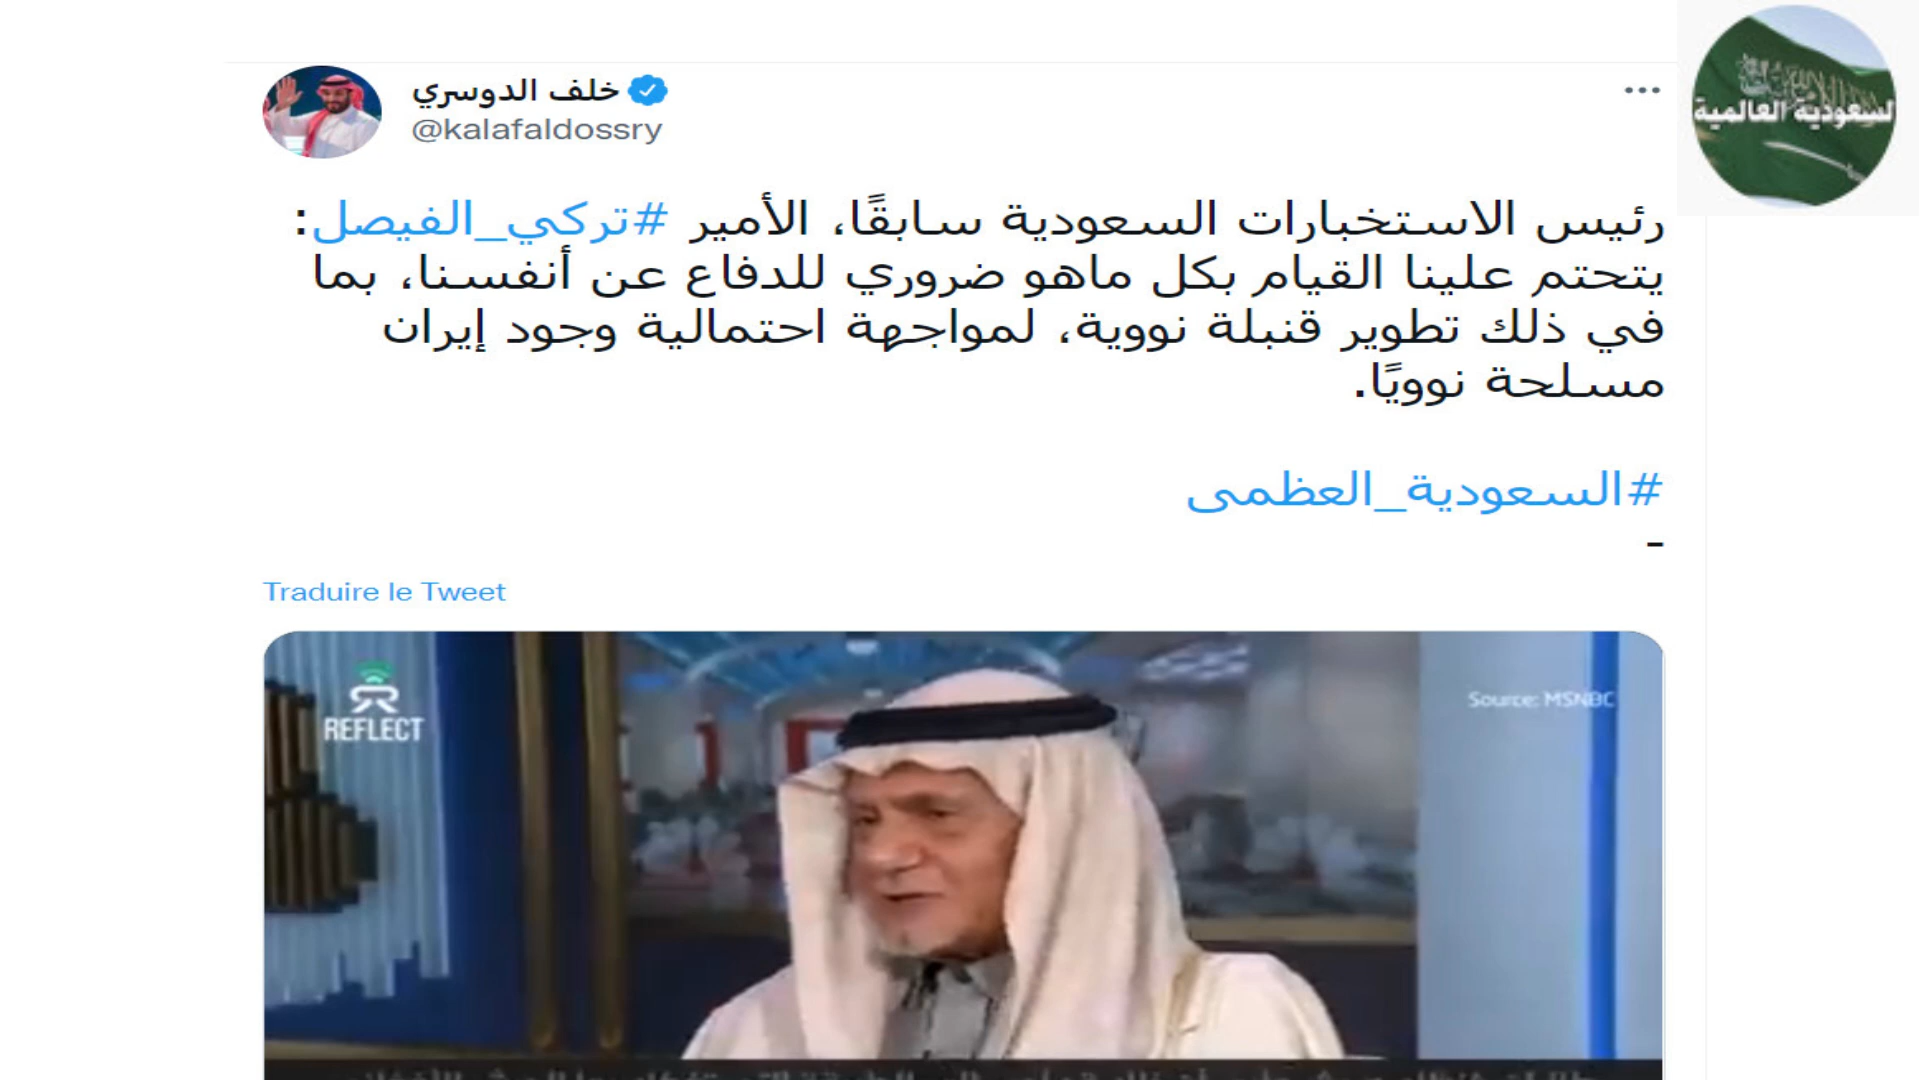 خلف الدوسري
@kalafaldossry
السعودية العالمية
رئيس الاستخبارات السعودية سابقًا، الأمير #تركي_الفيصل:
يتحتم علينا القيام بكل ماهو ضروري للدفاع عن أنفسنا، بما
في ذلك تطوير قنبلة نووية، لمواجهة احتمالية وجود إيران
مسلحة نوويًا.
#السعودية_العظمى
-
Traduire le Tweet
REFLECT
Source: MSNBC